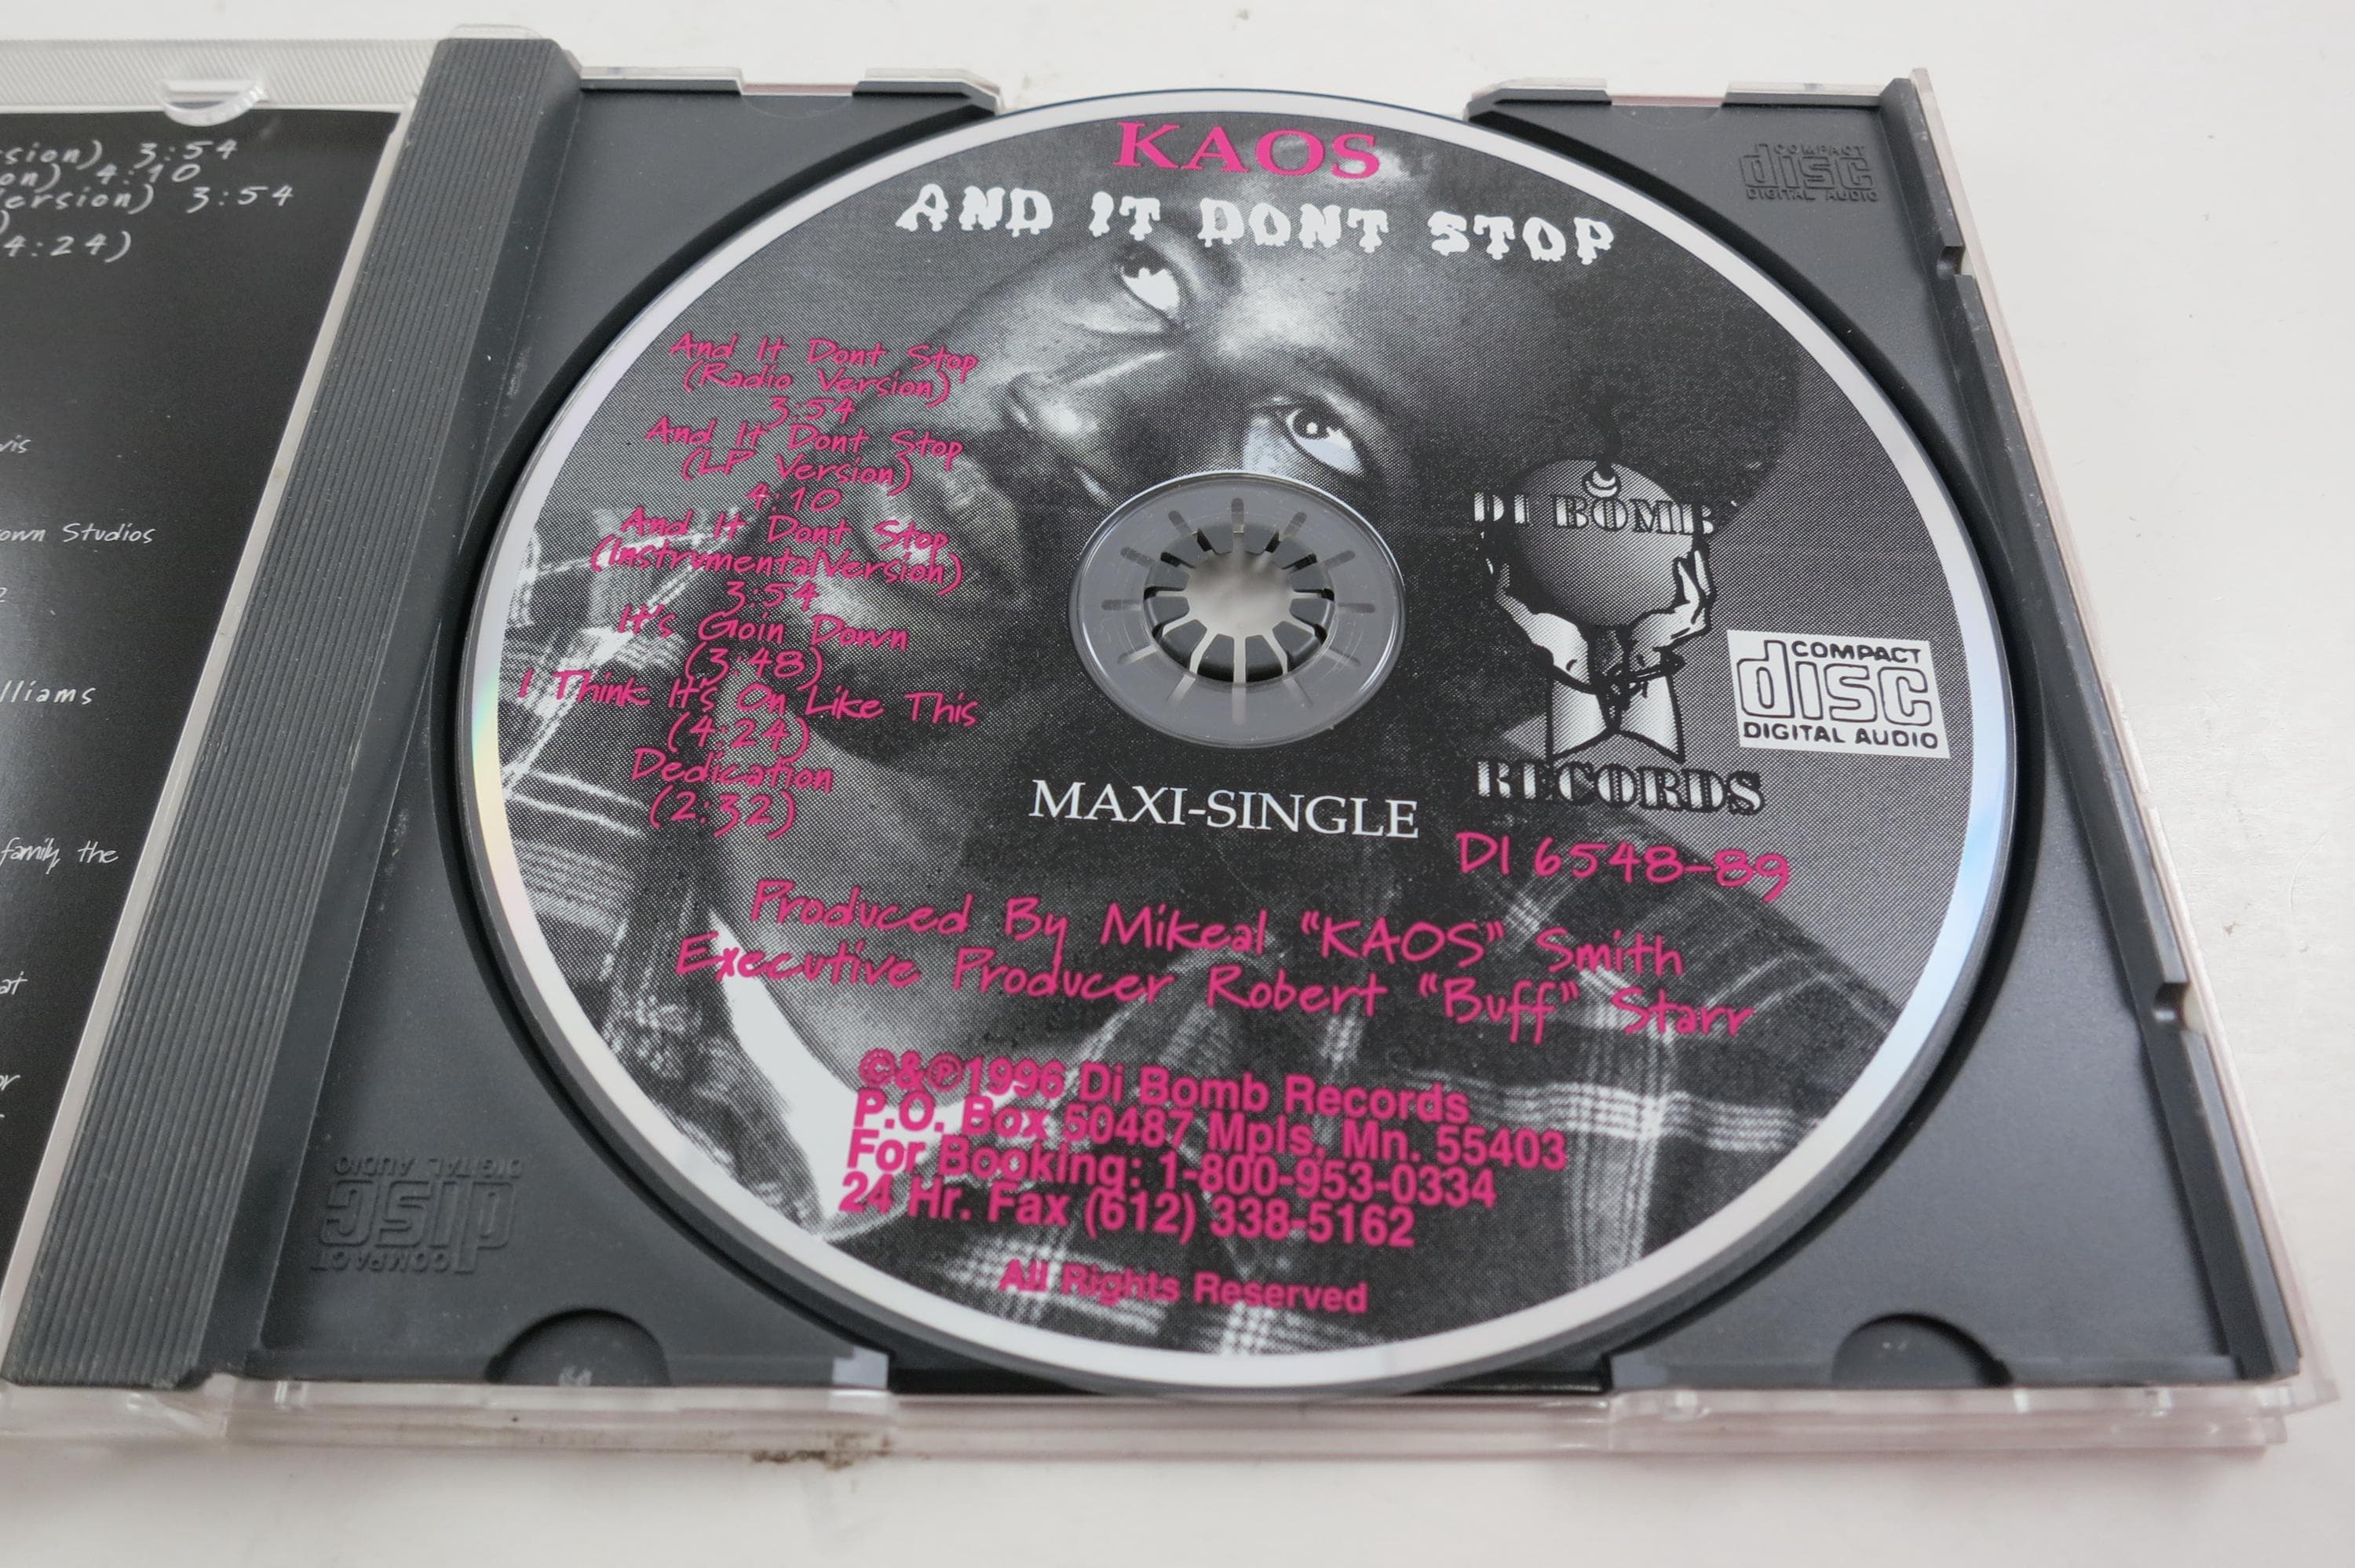 sion) 3:54
on) 4:10
ersion) 3:54
)
4:24)
vis
own Studios
lliams
family, the
at
or
KAOS
AND IT DONT STOP
And It Dont Stop
(Radio Version)
3:54
And It Dont Stop
(LP Version)
4:10
And It Dont Stop
(InstrumentalVersion)
3:54
It's Goin Down
(3:48)
I Think It's On Like This
(4:24)
Dedication
(2:32)
MAXI-SINGLE
DI BOMB
RECORDS
DI 6548-89
COMPACT
disc
DIGITAL AUDIO
Produced By Mikeal "KAOS" Smith
Executive Producer Robert "Buff" Starr
©&℗1996 Di Bomb Records
P.O. Box 50487 Mpls, Mn. 55403
For Booking: 1-800-953-0334
24 Hr. Fax (612) 338-5162
All Rights Reserved
COMPACT
disc
DIGITAL AUDIO
COMPACT
disc
DIGITAL AUDIO